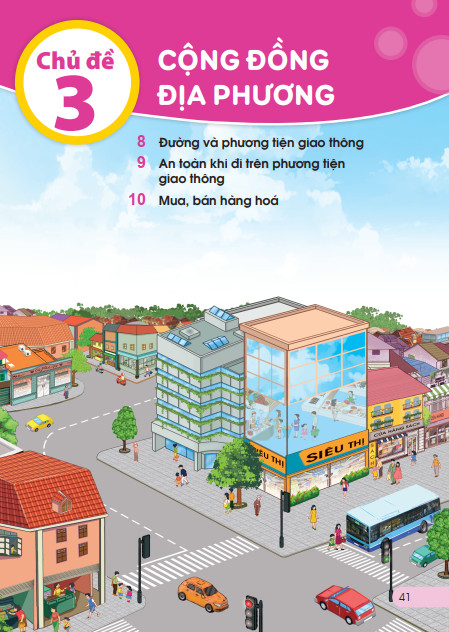 Chủ đề
3
CỘNG ĐỒNG
ĐỊA PHƯƠNG
8 Đường và phương tiện giao thông
9 An toàn khi đi trên phương tiện
giao thông
10 Mua, bán hàng hoá
SIÊU THỊ
SIÊU THỊ
CỬA HÀNG SÁCH
SÁCH
41